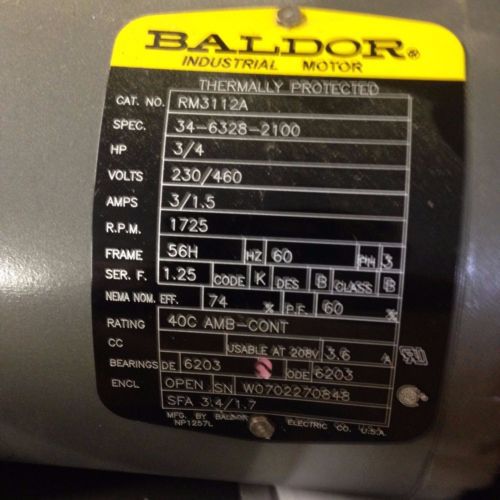 BALDOR®
INDUSTRIAL MOTOR
THERMALLY PROTECTED
CAT. NO. RM3112A
SPEC. 34-6328-2100
HP 3/4
VOLTS 230/460
AMPS 3/1.5
R.P.M. 1725
FRAME 56H HZ 60 PH 3
SER. F. 1.25 CODE K DES B CLASS B
NEMA NOM. EFF. 74 % P.F. 60 %
RATING 40C AMB-CONT
CC USABLE AT 208V 3.6 A
BEARINGS DE 6203 ODE 6203
ENCL OPEN SN W0702270848
SFA 3.4/1.7
MFG. BY BALDOR ELECTRIC CO. U.S.A.
NP1257L